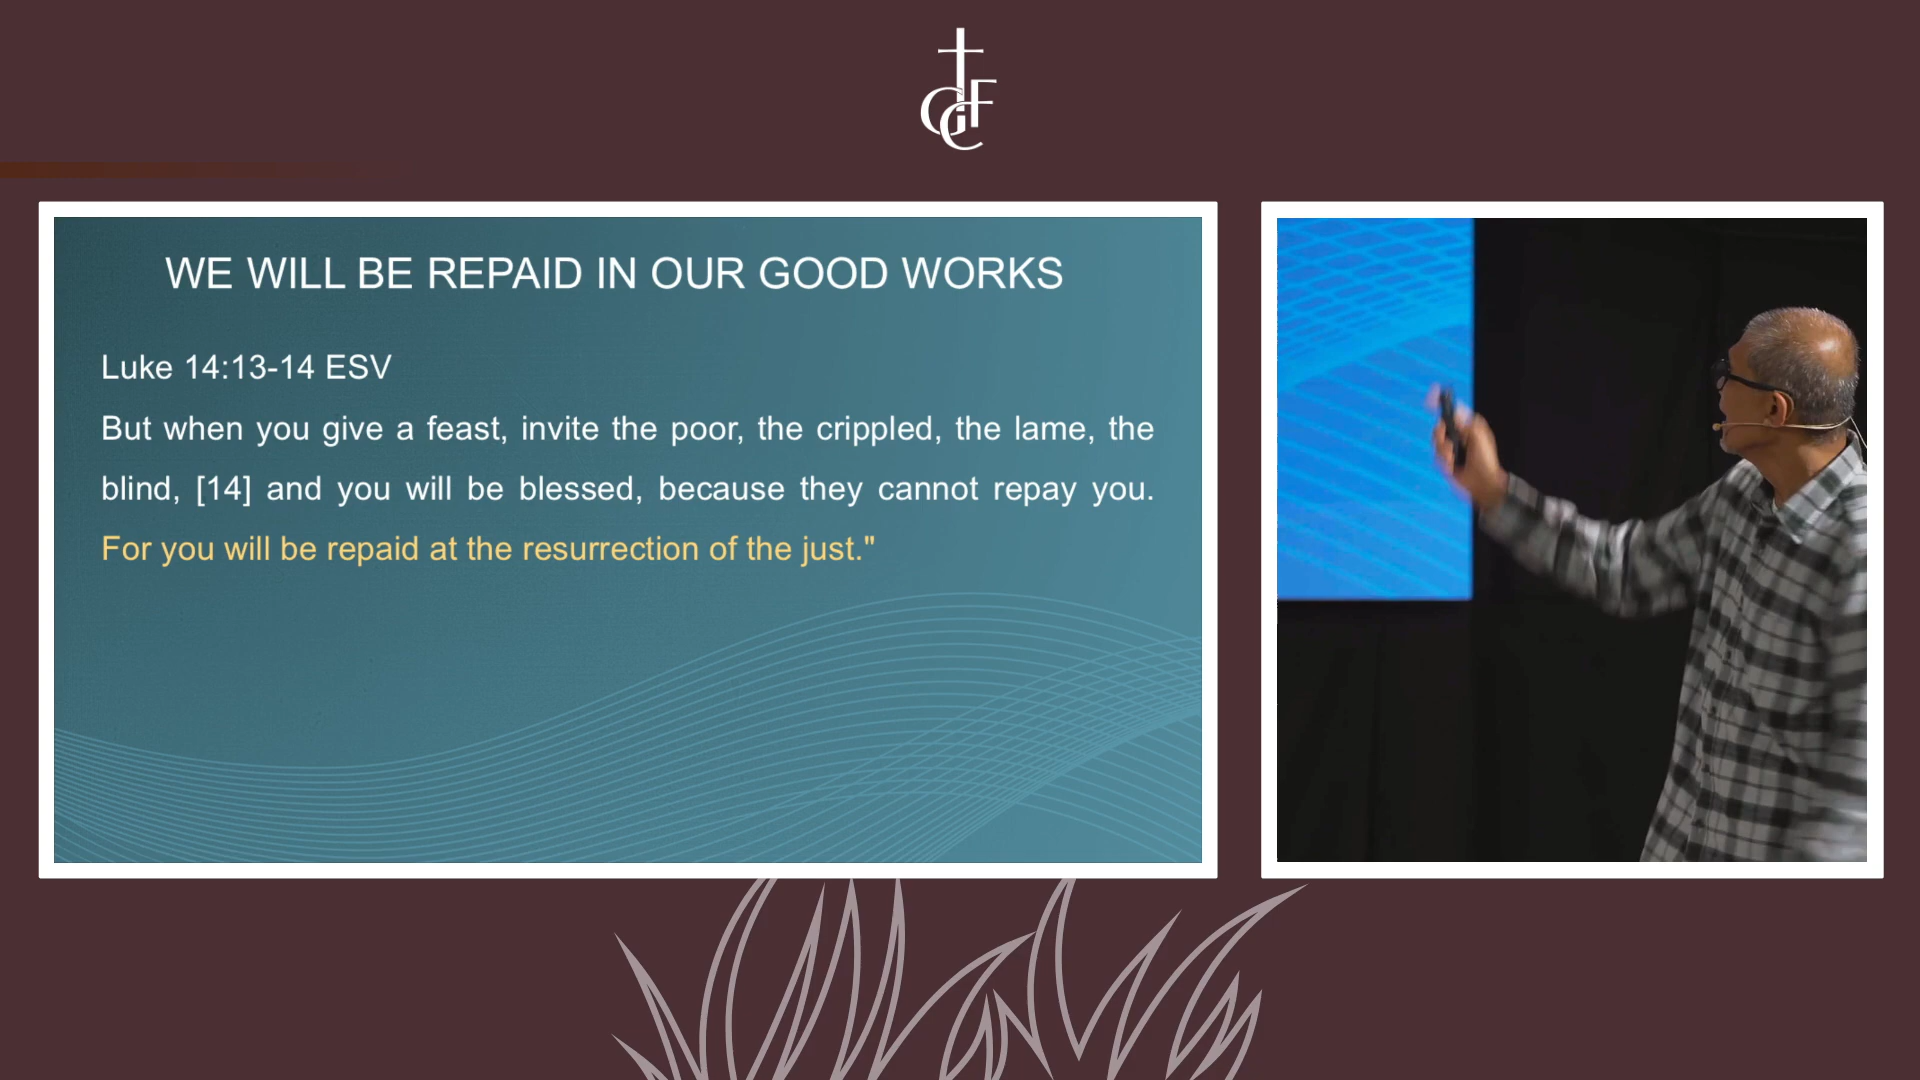 WE WILL BE REPAID IN OUR GOOD WORKS
Luke 14:13-14 ESV
But when you give a feast, invite the poor, the crippled, the lame, the
blind, [14] and you will be blessed, because they cannot repay you.
For you will be repaid at the resurrection of the just."